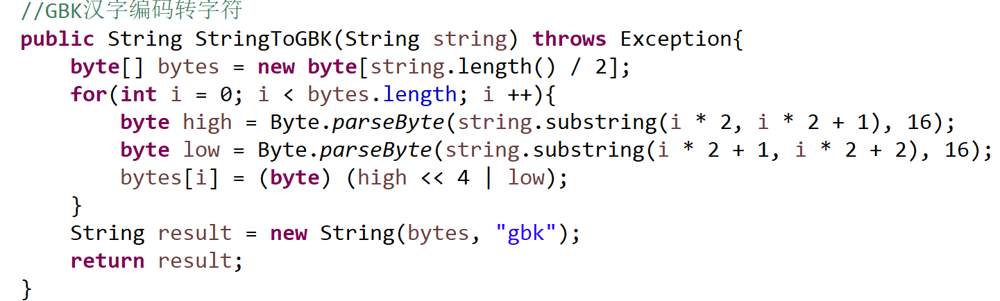 //GBK汉字编码转字符
public String StringToGBK(String string) throws Exception{
    byte[] bytes = new byte[string.length() / 2];
    for(int i = 0; i < bytes.length; i ++){
        byte high = Byte.parseByte(string.substring(i * 2, i * 2 + 1), 16);
        byte low = Byte.parseByte(string.substring(i * 2 + 1, i * 2 + 2), 16);
        bytes[i] = (byte) (high << 4 | low);
    }
    String result = new String(bytes, "gbk");
    return result;
}